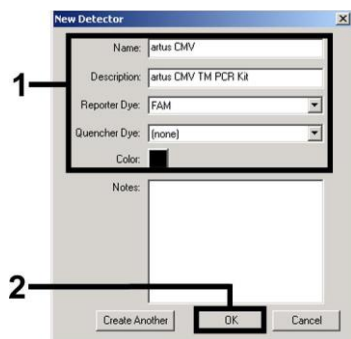 New Detector
Name: artus CMV
1
Description: artus CMV TM PCR Kit
Reporter Dye: FAM
Quencher Dye: (none)
Color:
Notes:
2
Create Another OK Cancel